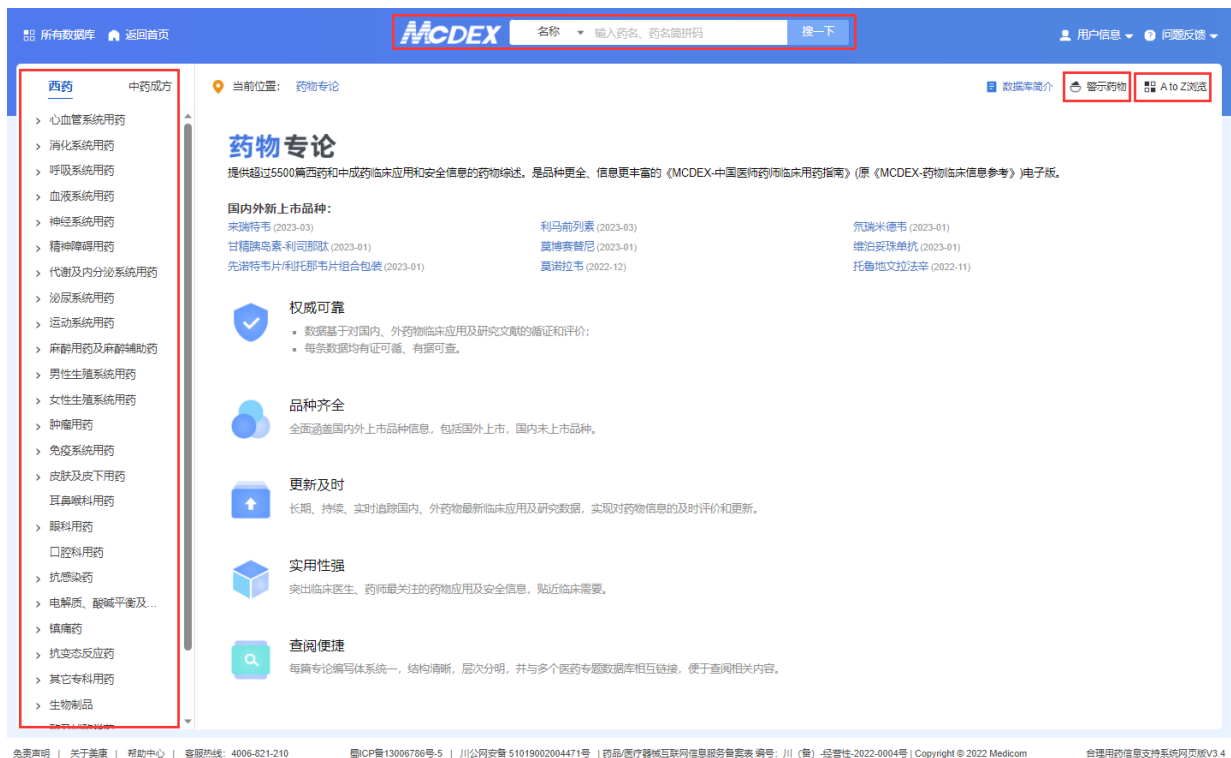 所有数据库 返回首页 MCDEX 名称 输入药名、药名简拼码 搜一下 用户信息 问题反馈
西药 中药成方
心血管系统用药
消化系统用药
呼吸系统用药
血液系统用药
神经系统用药
精神障碍用药
代谢及内分泌系统用药
泌尿系统用药
运动系统用药
麻醉用药及麻醉辅助药
男性生殖系统用药
女性生殖系统用药
肿瘤用药
免疫系统用药
皮肤及皮下用药
耳鼻喉科用药
眼科用药
口腔科用药
抗感染药
电解质、酸碱平衡及...
镇痛药
抗变态反应药
其它专科用药
生物制品
当前位置： 药物专论 数据库简介 警示药物 A to Z浏览
药物专论
提供超过5500篇西药和中成药临床应用和安全信息的药物综述。是品种更全、信息更丰富的《MCDEX-中国医师药师临床用药指南》(原《MCDEX-药物临床信息参考》)电子版。
国内外新上市品种：
来瑞特韦 (2023-03) 利马前列素 (2023-03) 氘瑞米德韦 (2023-01)
甘精胰岛素-利司那肽 (2023-01) 莫博赛替尼 (2023-01) 维泊妥珠单抗 (2023-01)
先诺特韦片/利托那韦片组合包装 (2023-01) 莫诺拉韦 (2022-12) 托鲁地文拉法辛 (2022-11)
权威可靠
▪ 数据基于对国内、外药物临床应用及研究文献的循证和评价;
▪ 每条数据均有证可循、有据可查。
品种齐全
全面涵盖国内外上市品种信息，包括国外上市，国内未上市品种。
更新及时
长期、持续、实时追踪国内、外药物最新临床应用及研究数据，实现对药物信息的及时评价和更新。
实用性强
突出临床医生、药师最关注的药物应用及安全信息，贴近临床需要。
查阅便捷
每篇专论编写体系统一，结构清晰，层次分明，并与多个医药专题数据库相互链接，便于查阅相关内容。
免责声明 | 关于美康 | 帮助中心 | 客服热线：4006-821-210 蜀ICP备13006786号-5 | 川公网安备 51019002004471号 | 药品/医疗器械互联网信息服务备案表 编号：川（备）-经营性-2022-0004号 | Copyright © 2022 Medicom 合理用药信息支持系统网页版V3.4